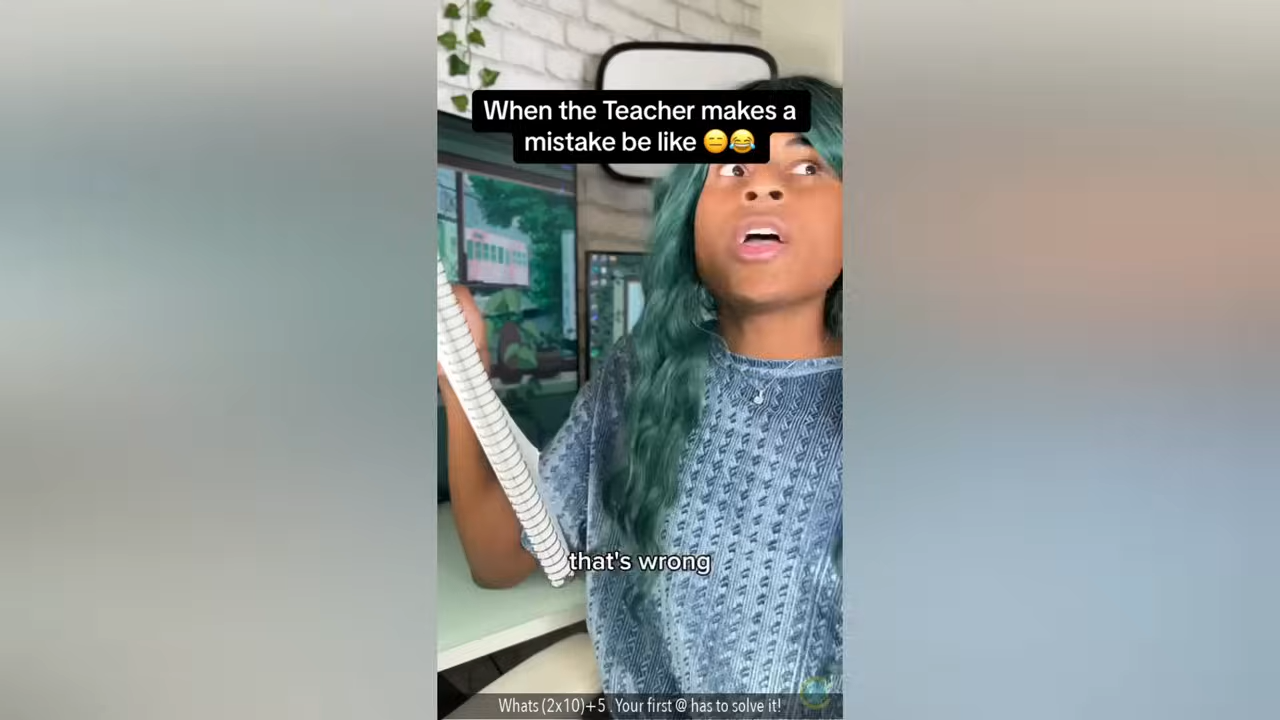 When the Teacher makes a
mistake be like 😑😂
that's wrong
Whats (2x10)+5 . Your first @ has to solve it!